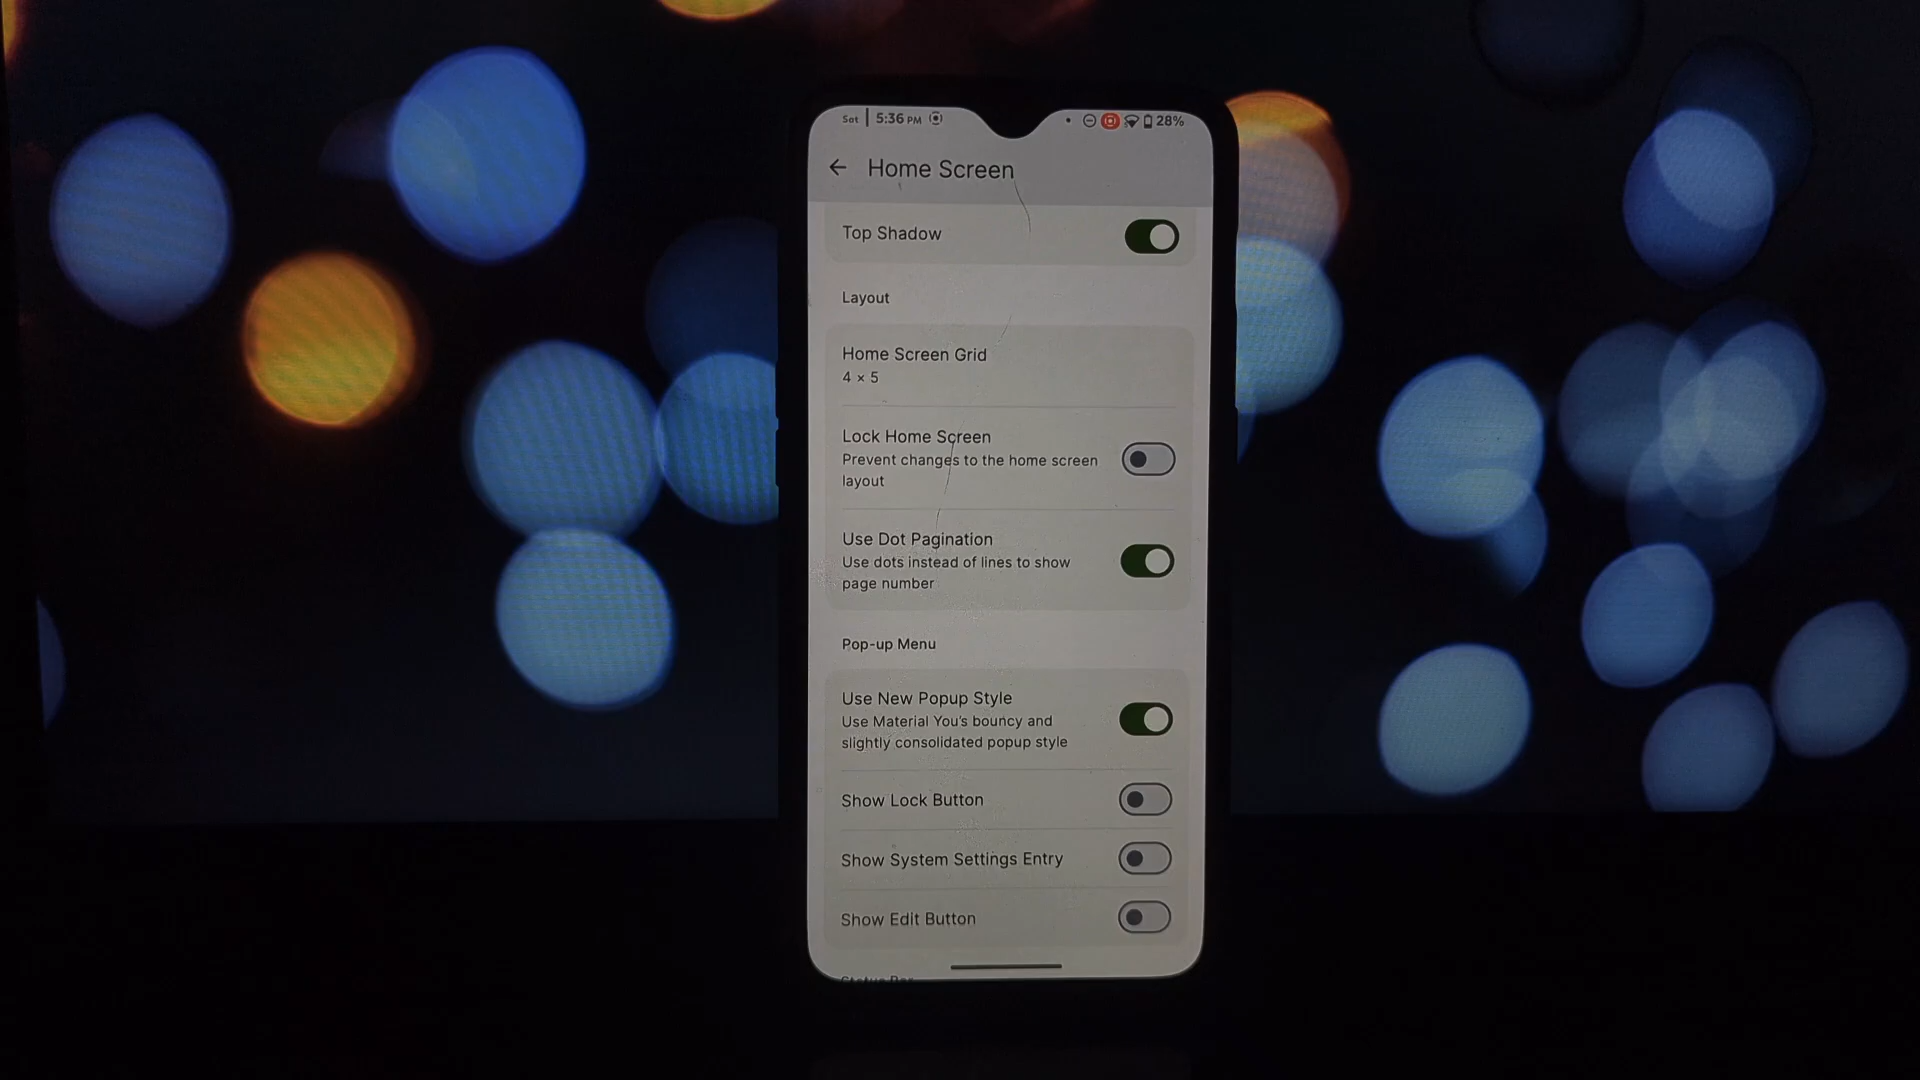 Sat | 5:36 PM 28%
Home Screen
Top Shadow
Layout
Home Screen Grid
4 × 5
Lock Home Screen
Prevent changes to the home screen
layout
Use Dot Pagination
Use dots instead of lines to show
page number
Pop-up Menu
Use New Popup Style
Use Material You's bouncy and
slightly consolidated popup style
Show Lock Button
Show System Settings Entry
Show Edit Button
Status Bar